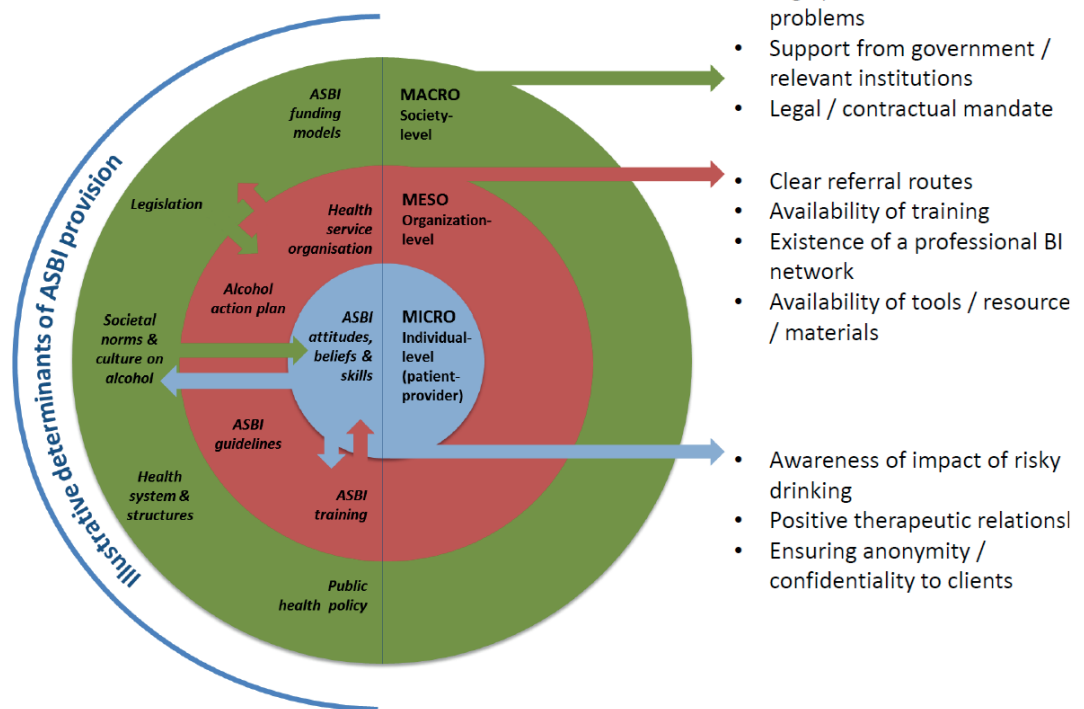 Illustrative determinants of ASBI provision
ASBI
funding
models
MACRO
Society-
level
Legislation
Health
service
organisation
MESO
Organization-
level
Alcohol
action plan
Societal
norms &
culture on
alcohol
ASBI
attitudes,
beliefs &
skills
MICRO
Individual-
level
(patient-
provider)
ASBI
guidelines
Health
system &
structures
ASBI
training
Public
health policy
problems
• Support from government /
relevant institutions
• Legal / contractual mandate
• Clear referral routes
• Availability of training
• Existence of a professional BI
network
• Availability of tools / resource
/ materials
• Awareness of impact of risky
drinking
• Positive therapeutic
• Ensuring anonymity /
confidentiality to clients